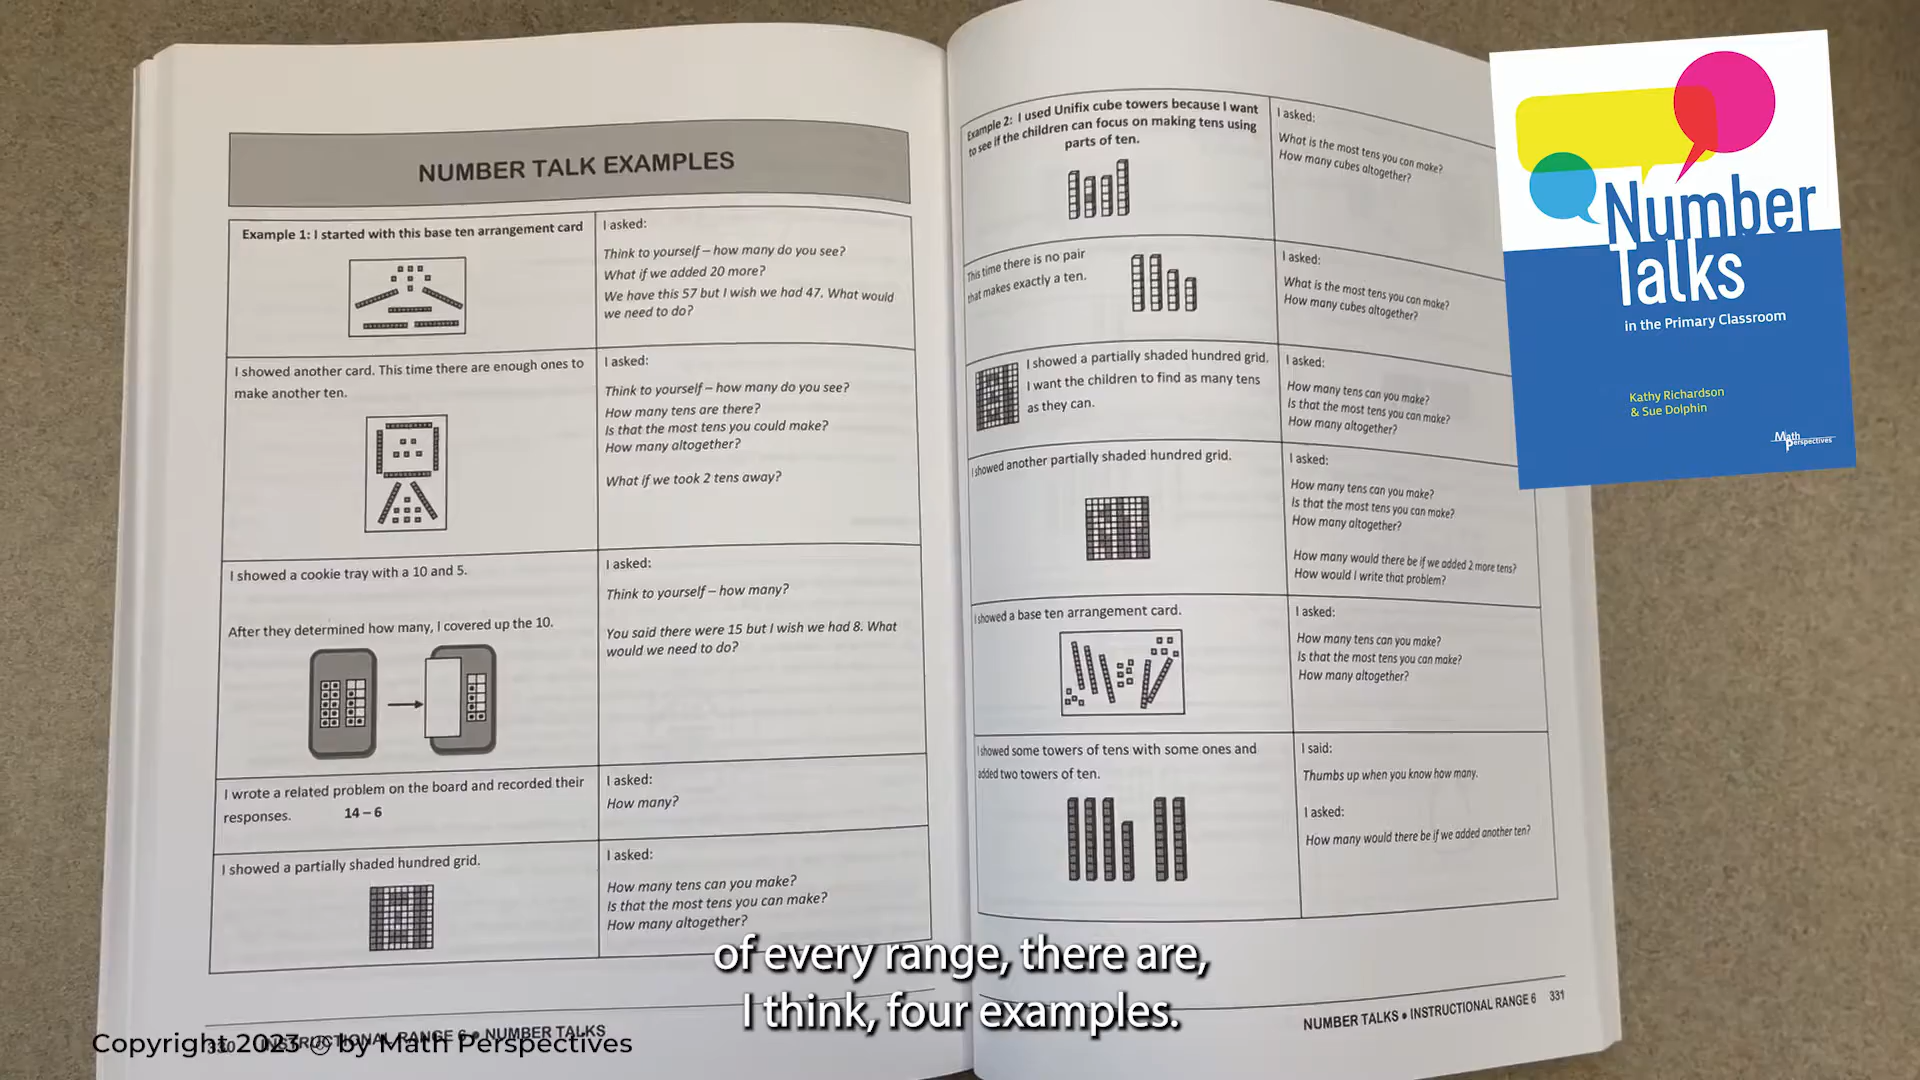 NUMBER TALK EXAMPLES
Example 1: I started with this base ten arrangement card
I asked:
Think to yourself – how many do you see?
What if we added 20 more?
We have this 57 but I wish we had 47. What would
we need to do?
I showed another card. This time there are enough ones to
make another ten.
I asked:
Think to yourself – how many do you see?
How many tens are there?
Is that the most tens you could make?
How many altogether?
What if we took 2 tens away?
I showed a cookie tray with a 10 and 5.
After they determined how many, I covered up the 10.
I asked:
Think to yourself – how many?
You said there were 15 but I wish we had 8. What
would we need to do?
I wrote a related problem on the board and recorded their
responses. 14 – 6
I asked:
How many?
I showed a partially shaded hundred grid.
I asked:
How many tens can you make?
Is that the most tens you can make?
How many altogether?
330 INSTRUCTIONAL RANGE 6 • NUMBER TALKS
Example 2: I used Unifix cube towers because I want
to see if the children can focus on making tens using
parts of ten.
I asked:
What is the most tens you can make?
How many cubes altogether?
This time there is no pair
that makes exactly a ten.
I asked:
What is the most tens you can make?
How many cubes altogether?
I showed a partially shaded hundred grid.
I want the children to find as many tens
as they can.
I asked:
How many tens can you make?
Is that the most tens you can make?
How many altogether?
I showed another partially shaded hundred grid.
I asked:
How many tens can you make?
Is that the most tens you can make?
How many altogether?
How many would there be if we added 2 more tens?
How would I write that problem?
I showed a base ten arrangement card.
I asked:
How many tens can you make?
Is that the most tens you can make?
How many altogether?
I showed some towers of tens with some ones and
added two towers of ten.
I said:
Thumbs up when you know how many.
I asked:
How many would there be if we added another ten?
NUMBER TALKS • INSTRUCTIONAL RANGE 6 331
Number
Talks
in the Primary Classroom
Kathy Richardson
& Sue Dolphin
Math
Perspectives
of every range, there are,
I think, four examples.
Copyright 2023 © by Math Perspectives